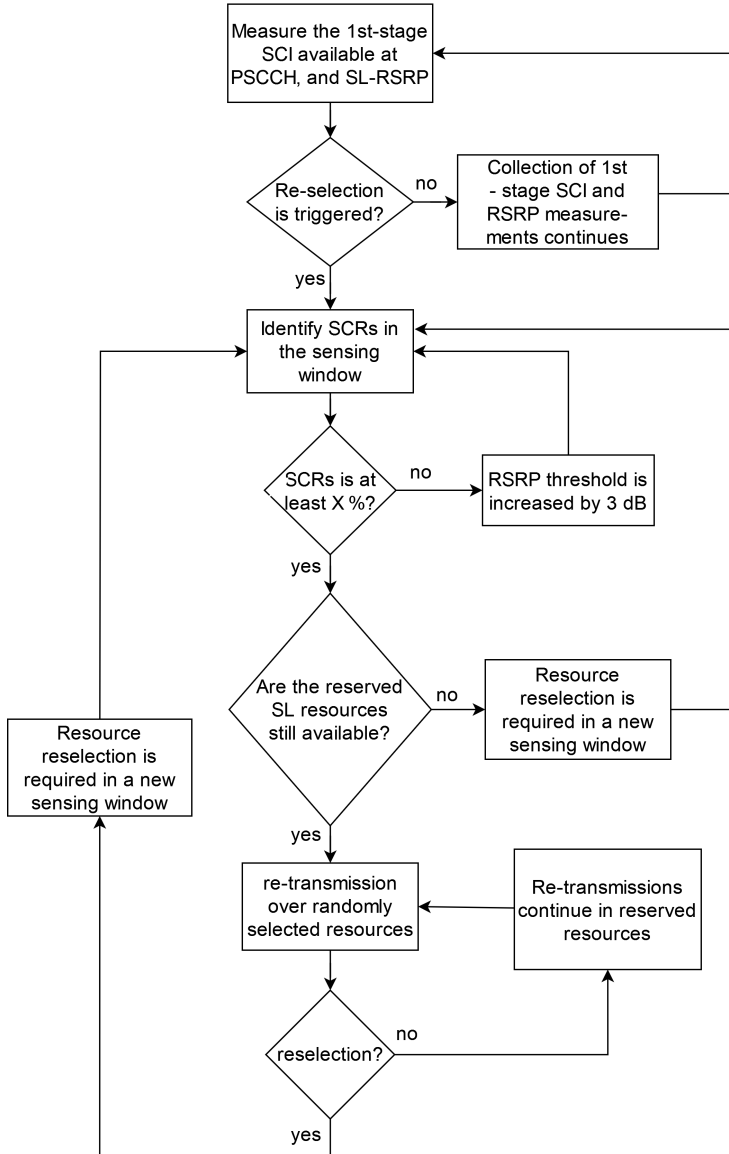 Measure the 1st-stage
SCI available at
PSCCH, and SL-RSRP
Re-selection
is triggered?
no
Collection of 1st
- stage SCI and
RSRP measure-
ments continues
yes
Identify SCRs in
the sensing
window
SCRs is at
least X %?
no
RSRP threshold is
increased by 3 dB
yes
Are the reserved
SL resources
still available?
no
Resource
reselection is
required in a new
sensing window
Resource
reselection is
required in a new
sensing window
yes
re-transmission
over randomly
selected resources
Re-transmissions
continue in reserved
resources
reselection?
no
yes